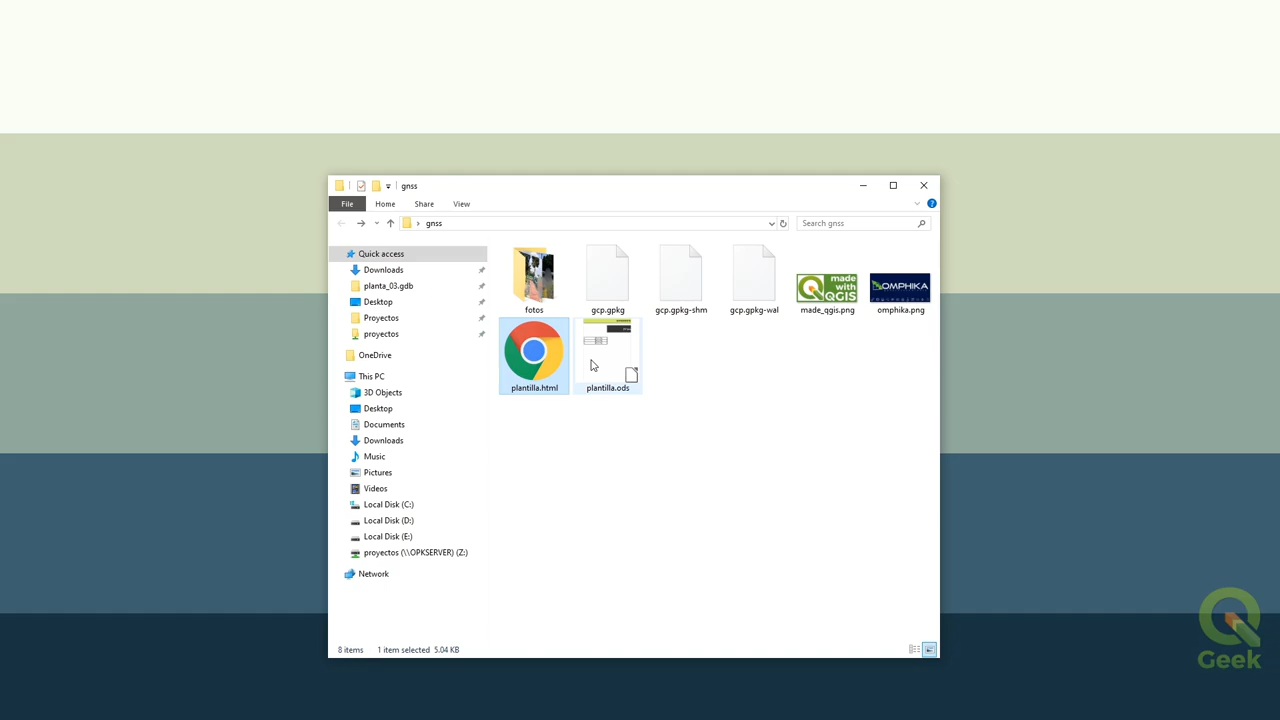 gnss
File Home Share View
gnss
Search gnss
Quick access
Downloads
planta_03.gdb
Desktop
Proyectos
proyectos
OneDrive
This PC
3D Objects
Desktop
Documents
Downloads
Music
Pictures
Videos
Local Disk (C:)
Local Disk (D:)
Local Disk (E:)
proyectos (\\OPKSERVER) (Z:)
Network
made with QGIS
OMPHIKA
fotos gcp.gpkg gcp.gpkg-shm gcp.gpkg-wal made_qgis.png omphika.png
plantilla.html plantilla.ods
8 items 1 item selected 5.04 KB
Geek